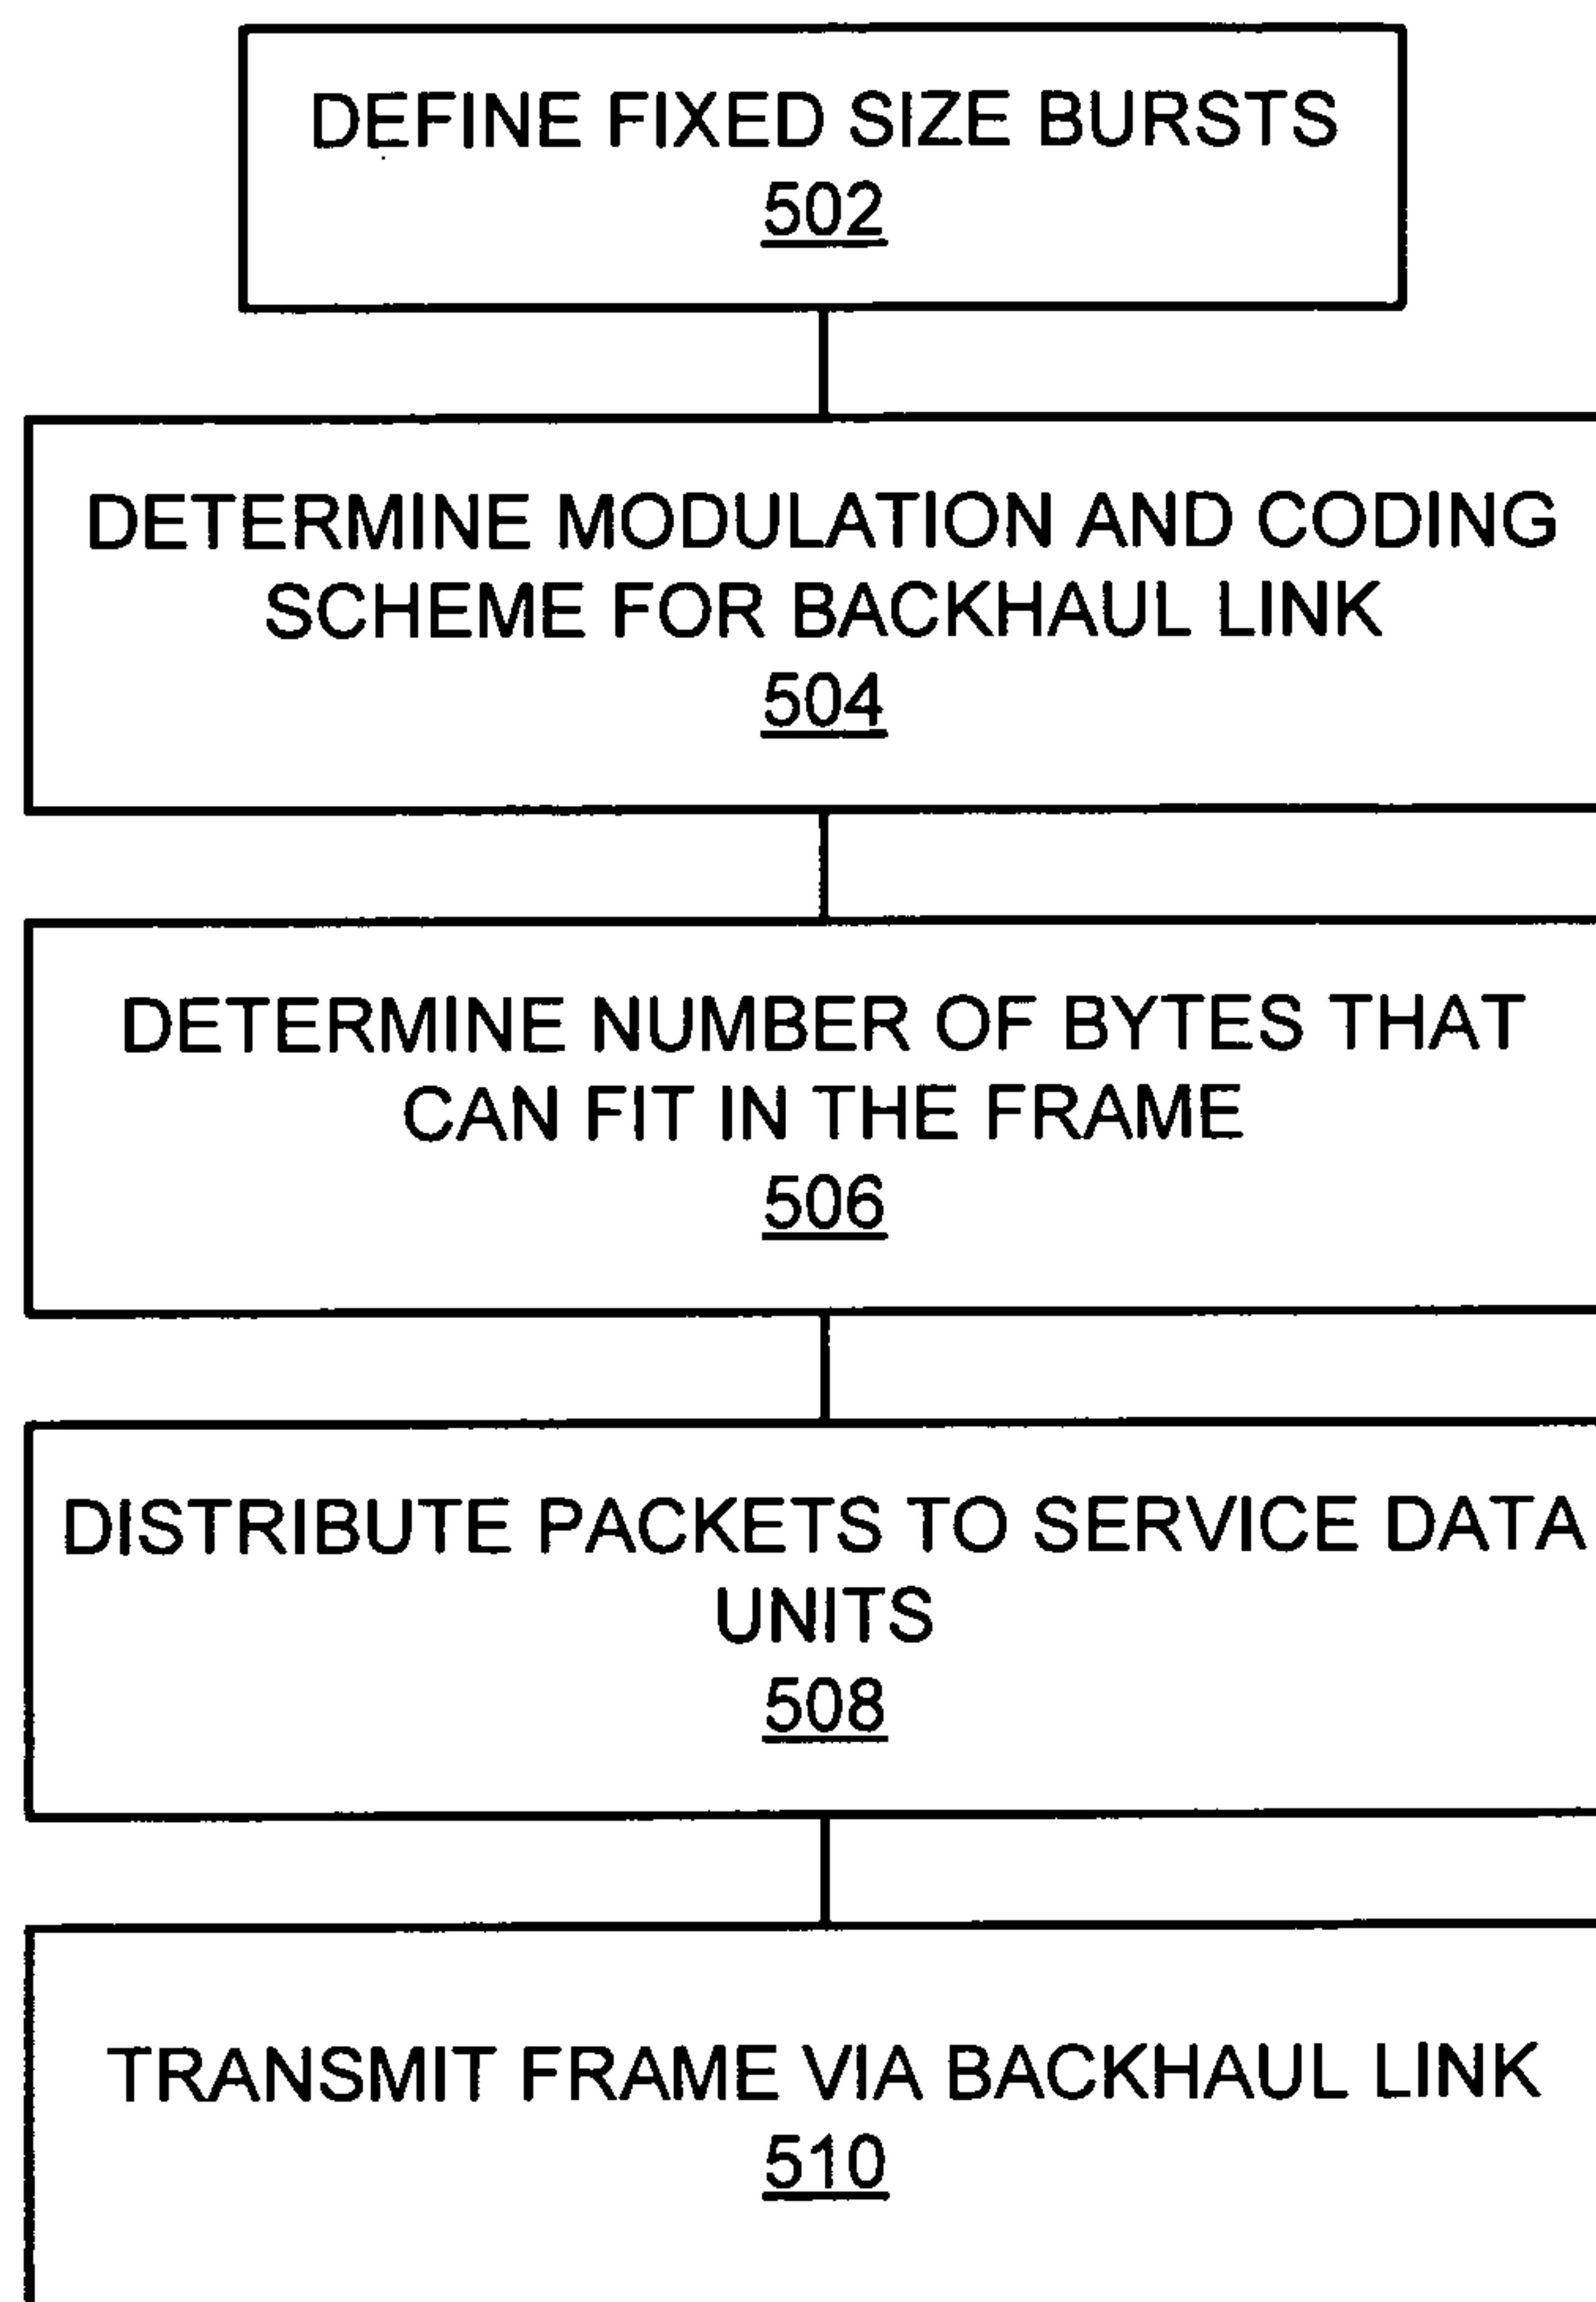 DEFINE FIXED SIZE BURSTS
502
DETERMINE MODULATION AND CODING
SCHEME FOR BACKHAUL LINK
504
DETERMINE NUMBER OF BYTES THAT
CAN FIT IN THE FRAME
506
DISTRIBUTE PACKETS TO SERVICE DATA
UNITS
508
TRANSMIT FRAME VIA BACKHAUL LINK
510